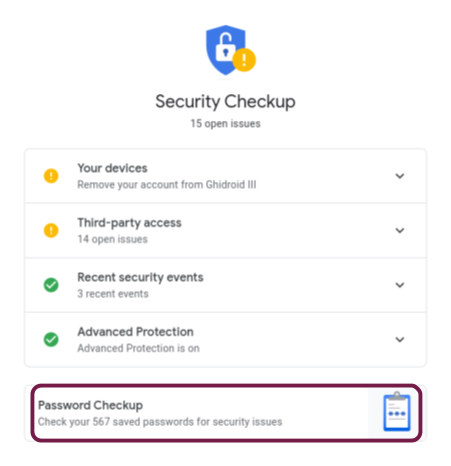 Security Checkup
15 open issues
Your devices
Remove your account from Ghidroid III
Third-party access
14 open issues
Recent security events
3 recent events
Advanced Protection
Advanced Protection is on
Password Checkup
Check your 567 saved passwords for security issues